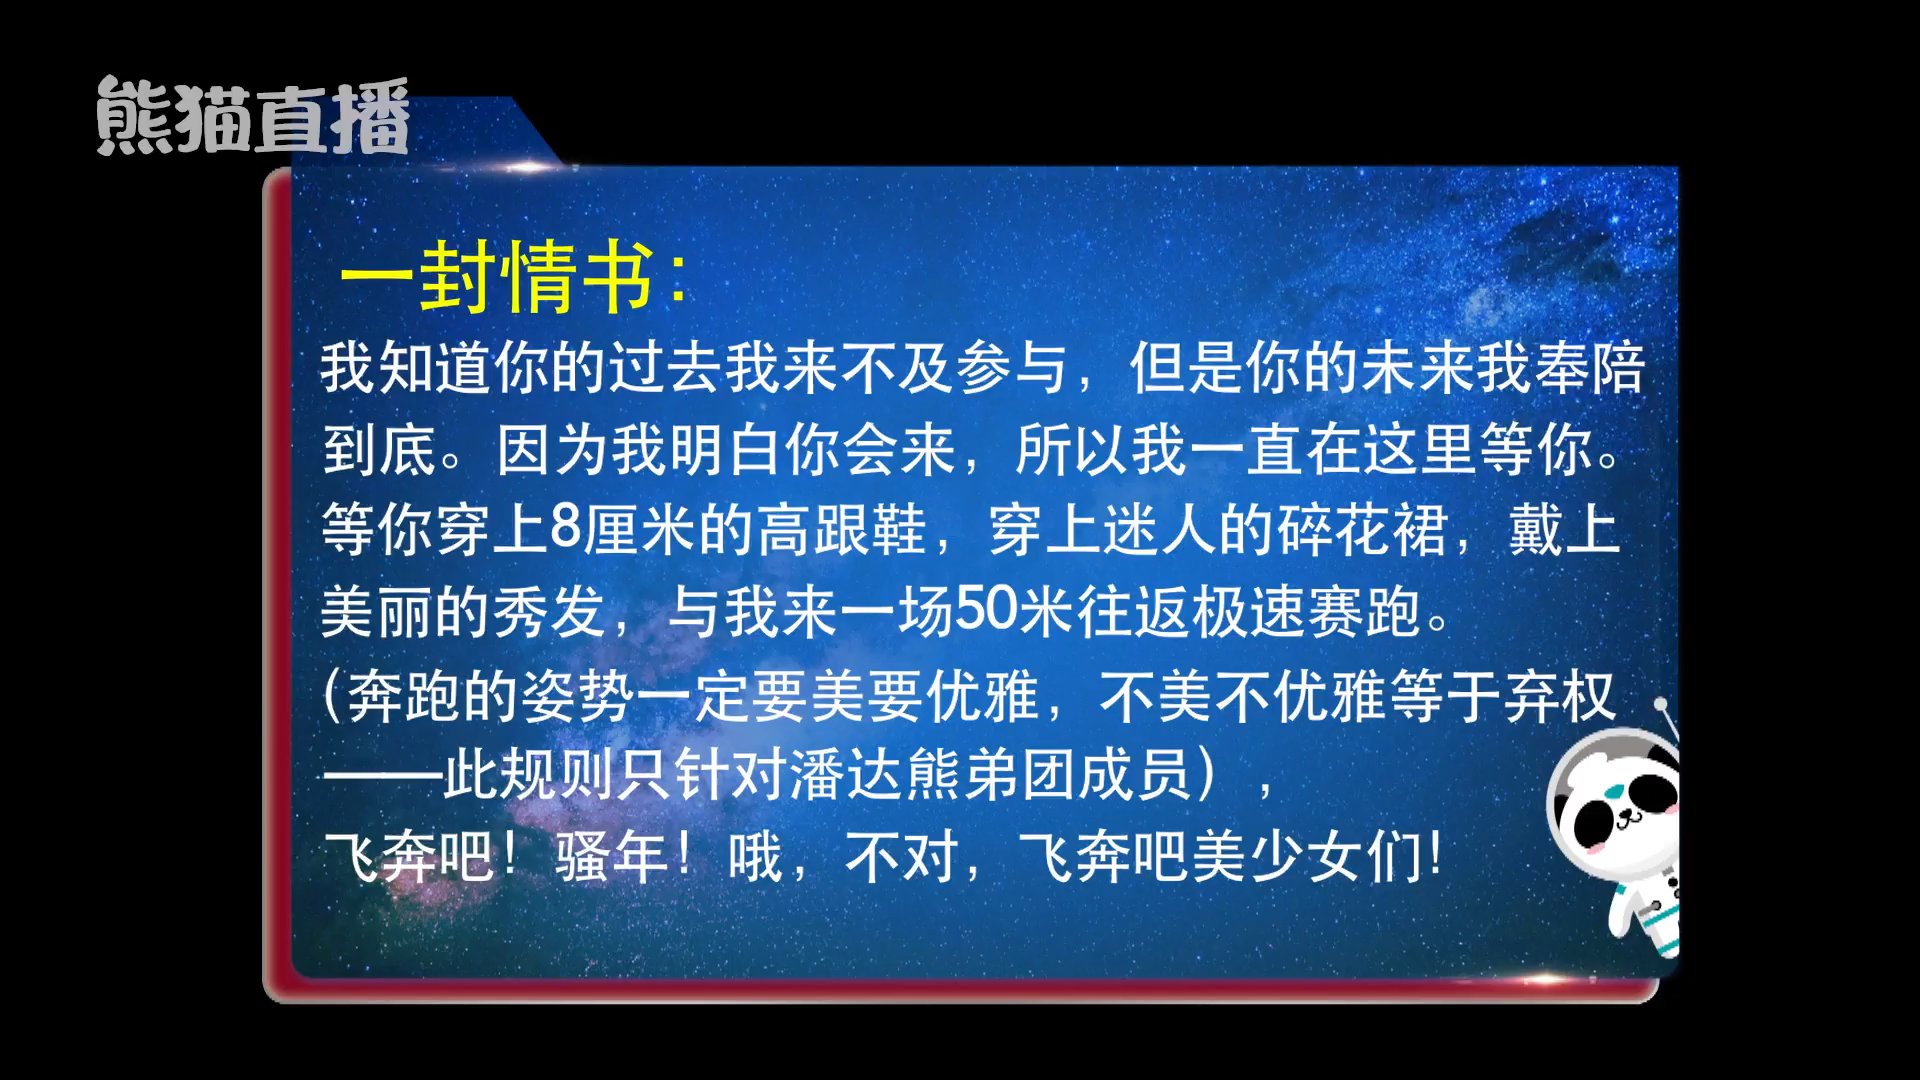 熊猫直播
一封情书：
我知道你的过去我来不及参与，但是你的未来我奉陪
到底。因为我明白你会来，所以我一直在这里等你。
等你穿上8厘米的高跟鞋，穿上迷人的碎花裙，戴上
美丽的秀发，与我来一场50米往返极速赛跑。
（奔跑的姿势一定要美要优雅，不美不优雅等于弃权
——此规则只针对潘达熊弟团成员），
飞奔吧！骚年！哦，不对，飞奔吧美少女们！